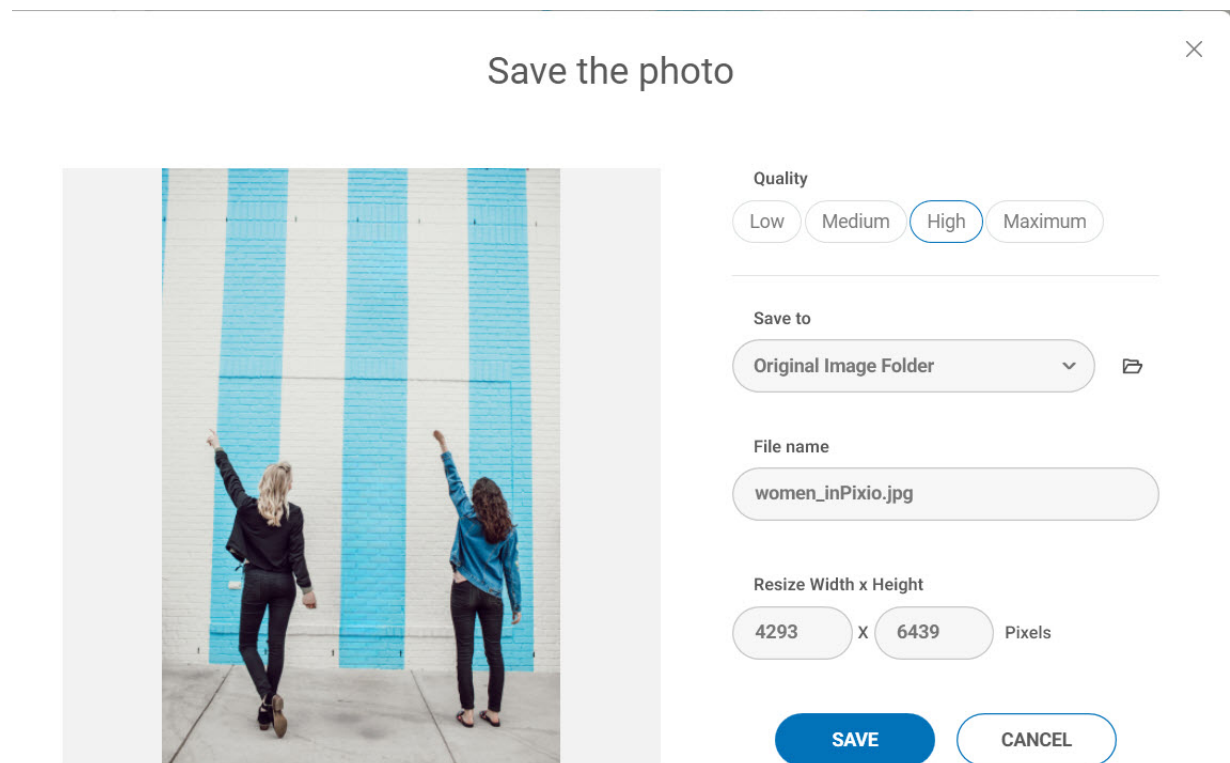 Save the photo
Quality
Low Medium High Maximum
Save to
Original Image Folder
File name
women_inPixio.jpg
Resize Width x Height
4293 X 6439 Pixels
SAVE CANCEL